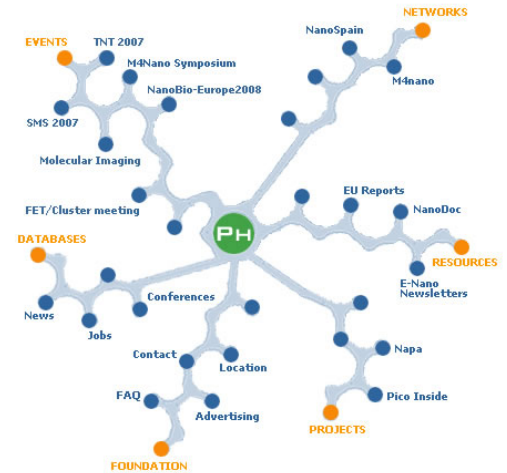 NETWORKS
NanoSpain
M4nano
EVENTS
TNT 2007
M4Nano Symposium
NanoBio-Europe2008
SMS 2007
Molecular Imaging
FET/Cluster meeting
PH
EU Reports
NanoDoc
RESOURCES
E-Nano
Newsletters
DATABASES
Conferences
News
Jobs
Contact
Location
FAQ
Advertising
FOUNDATION
Napa
Pico Inside
PROJECTS